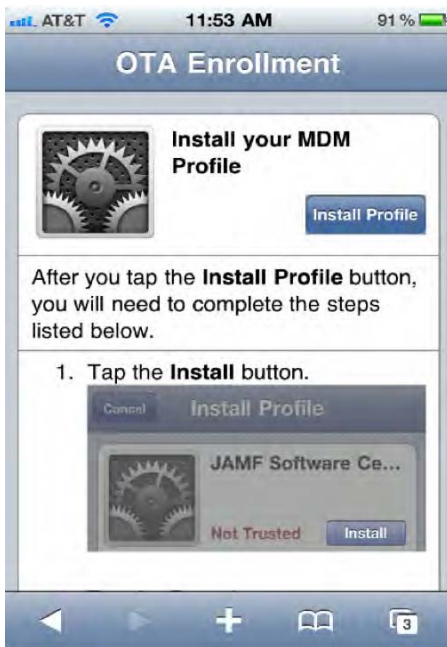 AT&T 11:53 AM 91%
OTA Enrollment
Install your MDM
Profile
Install Profile
After you tap the Install Profile button,
you will need to complete the steps
listed below.
1. Tap the Install button.
Cancel Install Profile
JAMF Software Ce...
Not Trusted Install
3